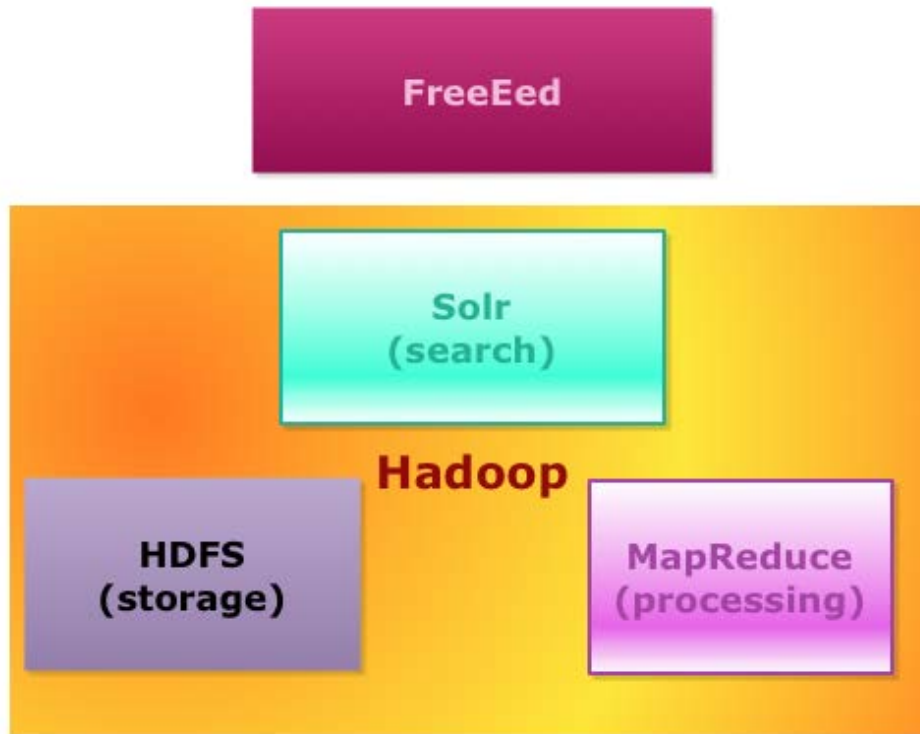 FreeEed
Solr
(search)
Hadoop
HDFS
(storage)
MapReduce
(processing)